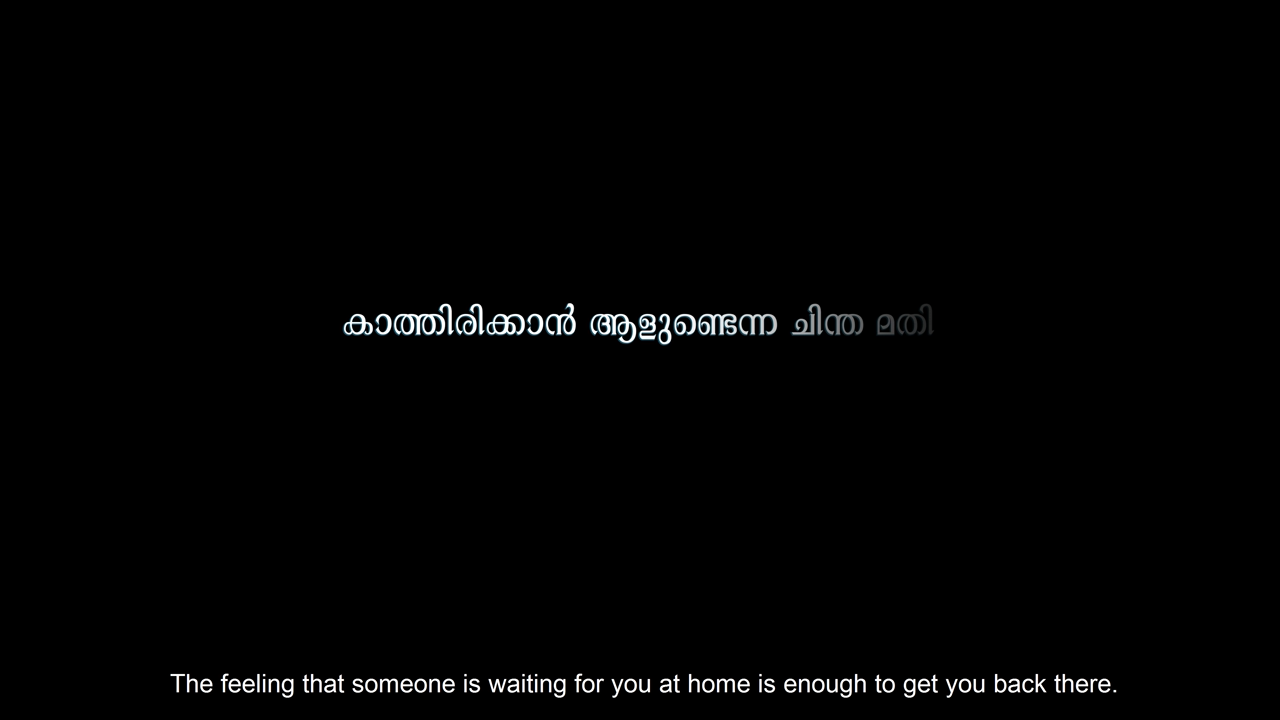 കാത്തിരിക്കാൻ ആളുണ്ടെന്ന ചിന്ത മതി
The feeling that someone is waiting for you at home is enough to get you back there.